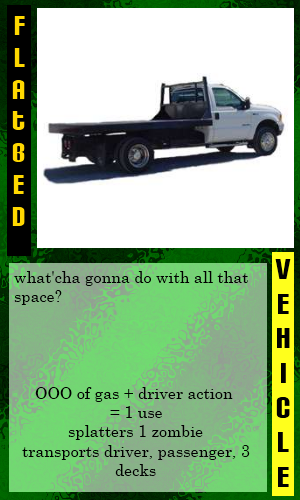 FLATBED
what'cha gonna do with all that
space?
OOO of gas + driver action
= 1 use
splatters 1 zombie
transports driver, passenger, 3
decks
VEHICLE